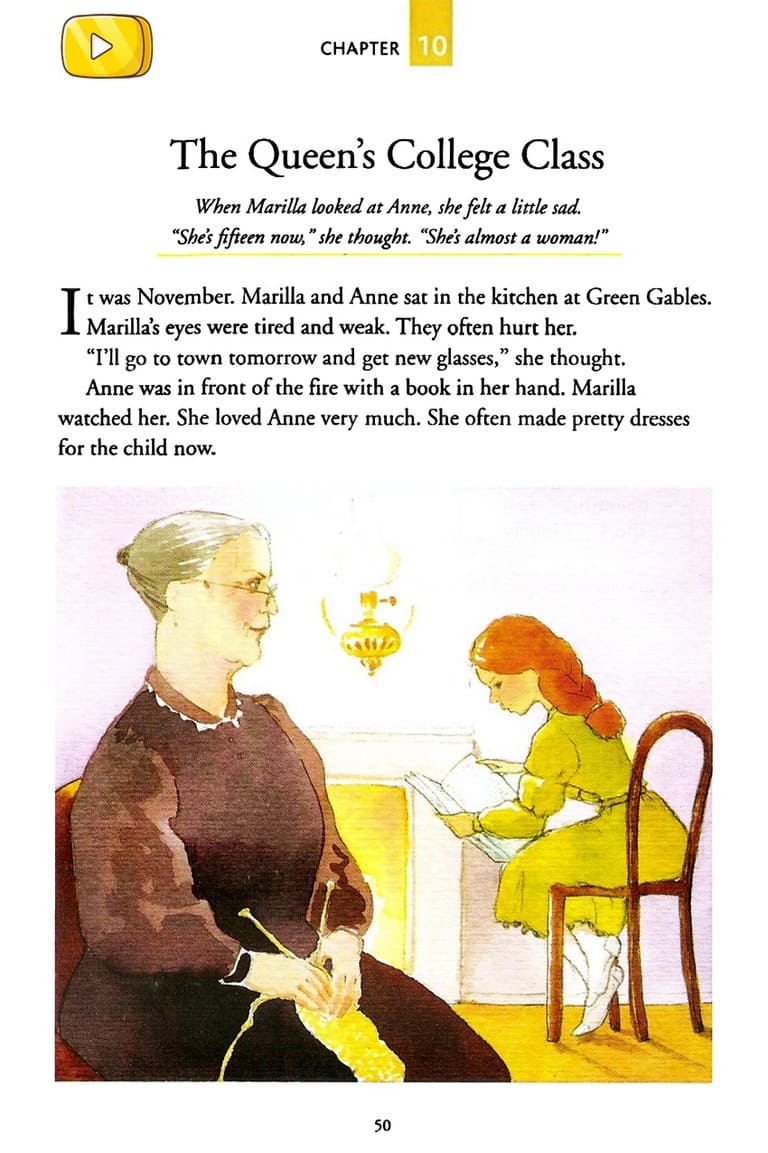 CHAPTER 10
The Queen's College Class
When Marilla looked at Anne, she felt a little sad.
“She's fifteen now,” she thought. “She's almost a woman!”
It was November. Marilla and Anne sat in the kitchen at Green Gables.
Marilla's eyes were tired and weak. They often hurt her.
“I'll go to town tomorrow and get new glasses,” she thought.
Anne was in front of the fire with a book in her hand. Marilla
watched her. She loved Anne very much. She often made pretty dresses
for the child now.
50